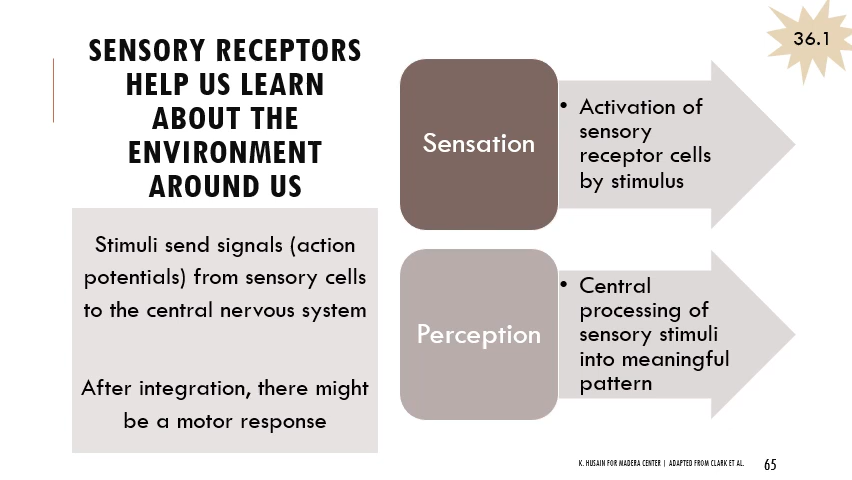 36.1
SENSORY RECEPTORS
HELP US LEARN
ABOUT THE
ENVIRONMENT
AROUND US
Stimuli send signals (action
potentials) from sensory cells
to the central nervous system
After integration, there might
be a motor response
Sensation
• Activation of
sensory
receptor cells
by stimulus
Perception
• Central
processing of
sensory stimuli
into meaningful
pattern
K. HUSAIN FOR MADERA CENTER | ADAPTED FROM CLARK ET AL.
65